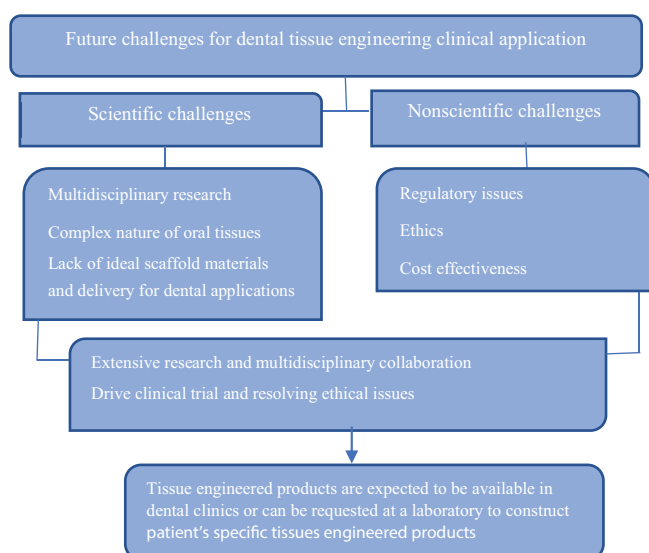 Future challenges for dental tissue engineering clinical application
Scientific challenges
Nonscientific challenges
Multidisciplinary research
Complex nature of oral tissues
Lack of ideal scaffold materials
and delivery for dental applications
Regulatory issues
Ethics
Cost effectiveness
Extensive research and multidisciplinary collaboration
Drive clinical trial and resolving ethical issues
Tissue engineered products are expected to be available in
dental clinics or can be requested at a laboratory to construct
patient's specific tissues engineered products